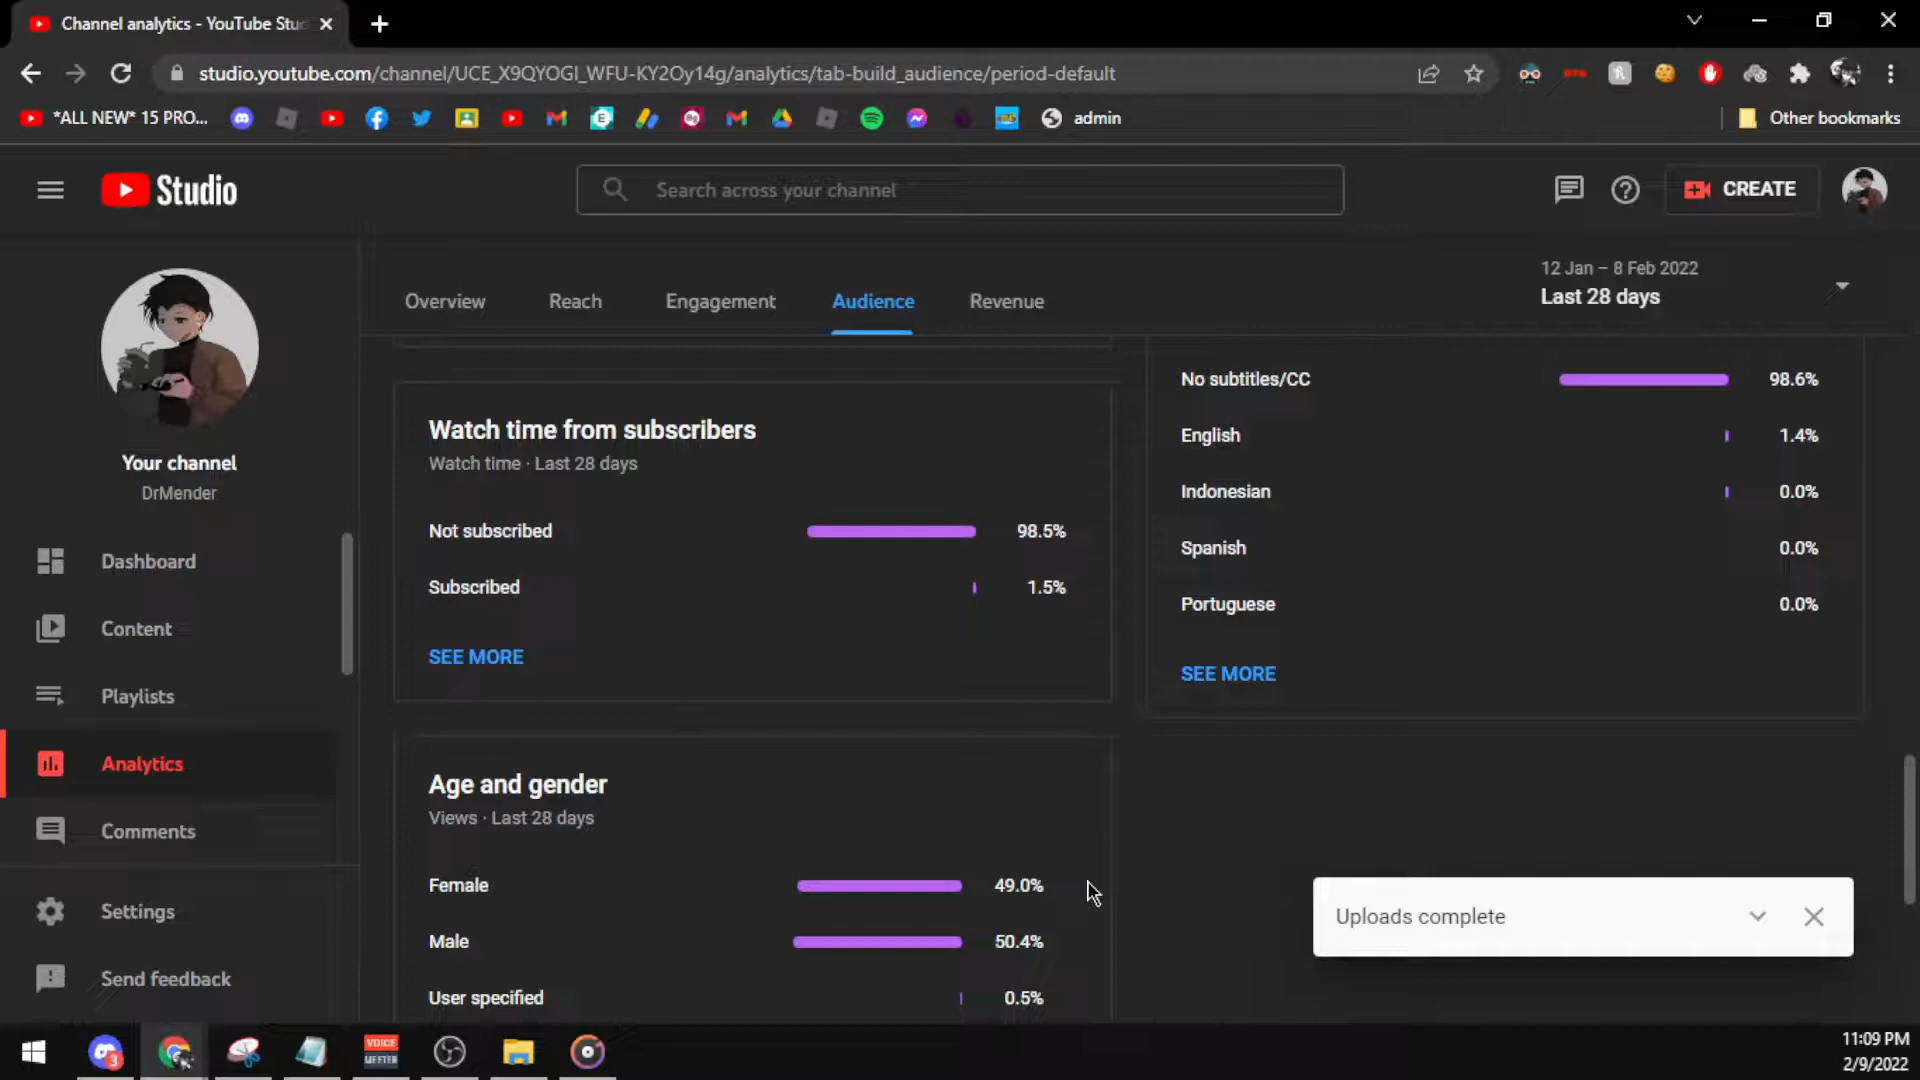 Channel analytics - YouTube Stu
studio.youtube.com/channel/UCE_X9QYOGI_WFU-KY2Oy14g/analytics/tab-build_audience/period-default
*ALL NEW* 15 PRO...
admin
Other bookmarks
Studio
Search across your channel
CREATE
Your channel
DrMender
Dashboard
Content
Playlists
Analytics
Comments
Settings
Send feedback
Overview
Reach
Engagement
Audience
Revenue
12 Jan – 8 Feb 2022
Last 28 days
Watch time from subscribers
Watch time · Last 28 days
Not subscribed 98.5%
Subscribed 1.5%
SEE MORE
No subtitles/CC 98.6%
English 1.4%
Indonesian 0.0%
Spanish 0.0%
Portuguese 0.0%
SEE MORE
Age and gender
Views · Last 28 days
Female 49.0%
Male 50.4%
User specified 0.5%
Uploads complete
3
VOICE
MEETER
11:09 PM
2/9/2022